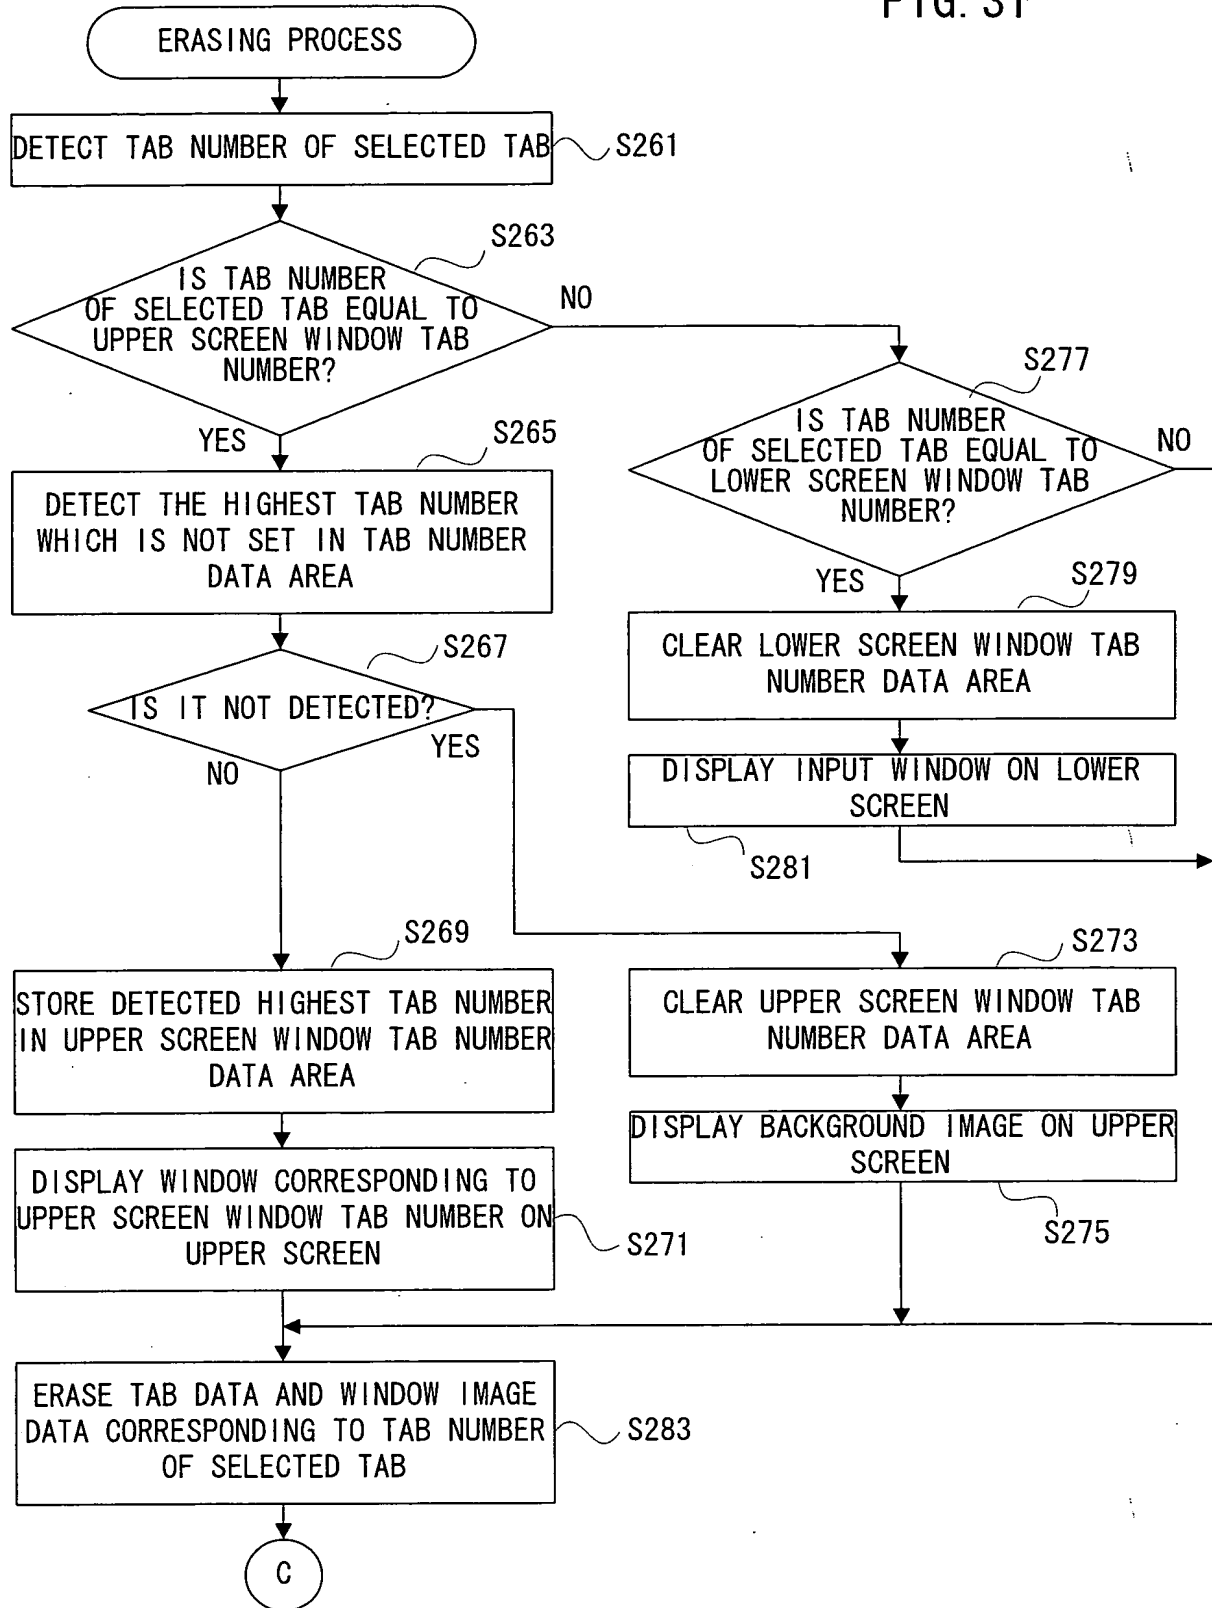 FIG. 31
ERASING PROCESS
DETECT TAB NUMBER OF SELECTED TAB
S261
S263
IS TAB NUMBER
OF SELECTED TAB EQUAL TO
UPPER SCREEN WINDOW TAB
NUMBER?
NO
YES
S277
IS TAB NUMBER
OF SELECTED TAB EQUAL TO
LOWER SCREEN WINDOW TAB
NUMBER?
NO
YES
S265
DETECT THE HIGHEST TAB NUMBER
WHICH IS NOT SET IN TAB NUMBER
DATA AREA
S279
CLEAR LOWER SCREEN WINDOW TAB
NUMBER DATA AREA
S267
IS IT NOT DETECTED?
YES
NO
DISPLAY INPUT WINDOW ON LOWER
SCREEN
S281
S269
STORE DETECTED HIGHEST TAB NUMBER
IN UPPER SCREEN WINDOW TAB NUMBER
DATA AREA
S273
CLEAR UPPER SCREEN WINDOW TAB
NUMBER DATA AREA
DISPLAY BACKGROUND IMAGE ON UPPER
SCREEN
S275
DISPLAY WINDOW CORRESPONDING TO
UPPER SCREEN WINDOW TAB NUMBER ON
UPPER SCREEN
S271
ERASE TAB DATA AND WINDOW IMAGE
DATA CORRESPONDING TO TAB NUMBER
OF SELECTED TAB
S283
C